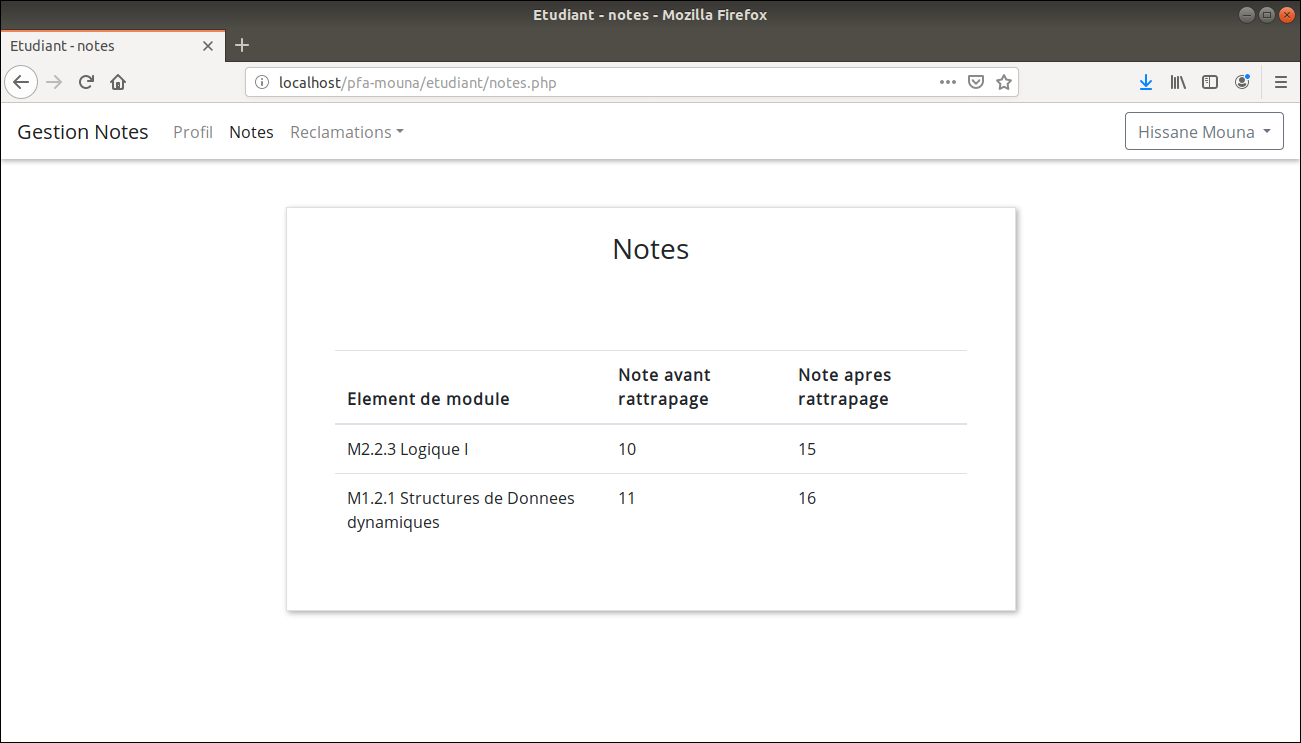 Etudiant - notes - Mozilla Firefox
Etudiant - notes
localhost/pfa-mouna/etudiant/notes.php
Gestion Notes Profil Notes Reclamations Hissane Mouna
Notes
Element de module Note avant rattrapage Note apres rattrapage
M2.2.3 Logique I 10 15
M1.2.1 Structures de Donnees 11 16
dynamiques